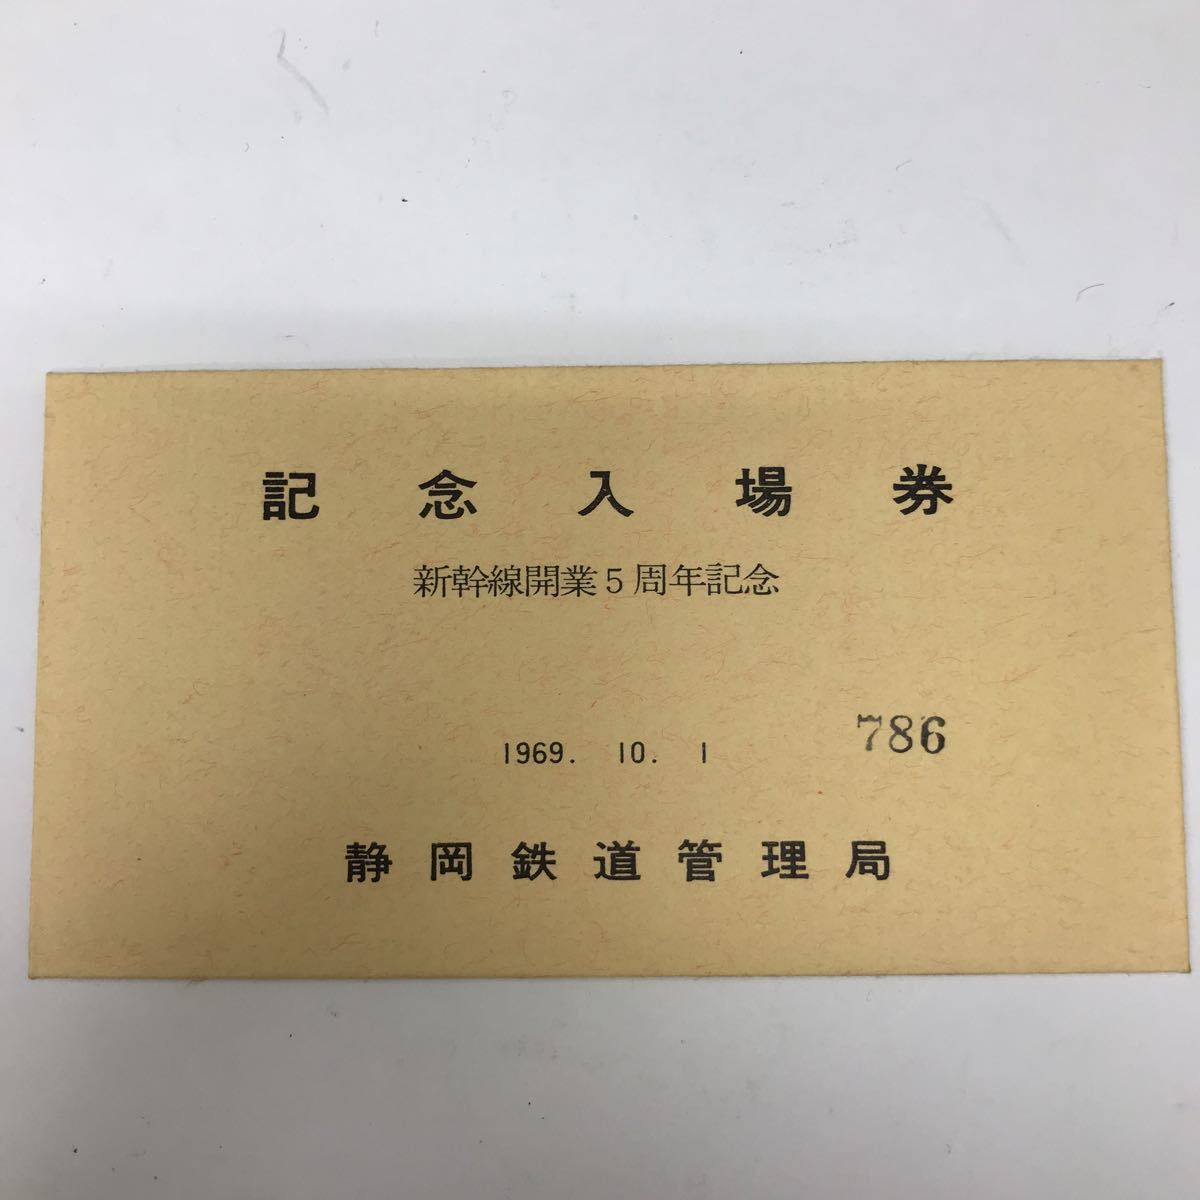 記念入場券
新幹線開業5周年記念
786
1969. 10. 1
静岡鉄道管理局